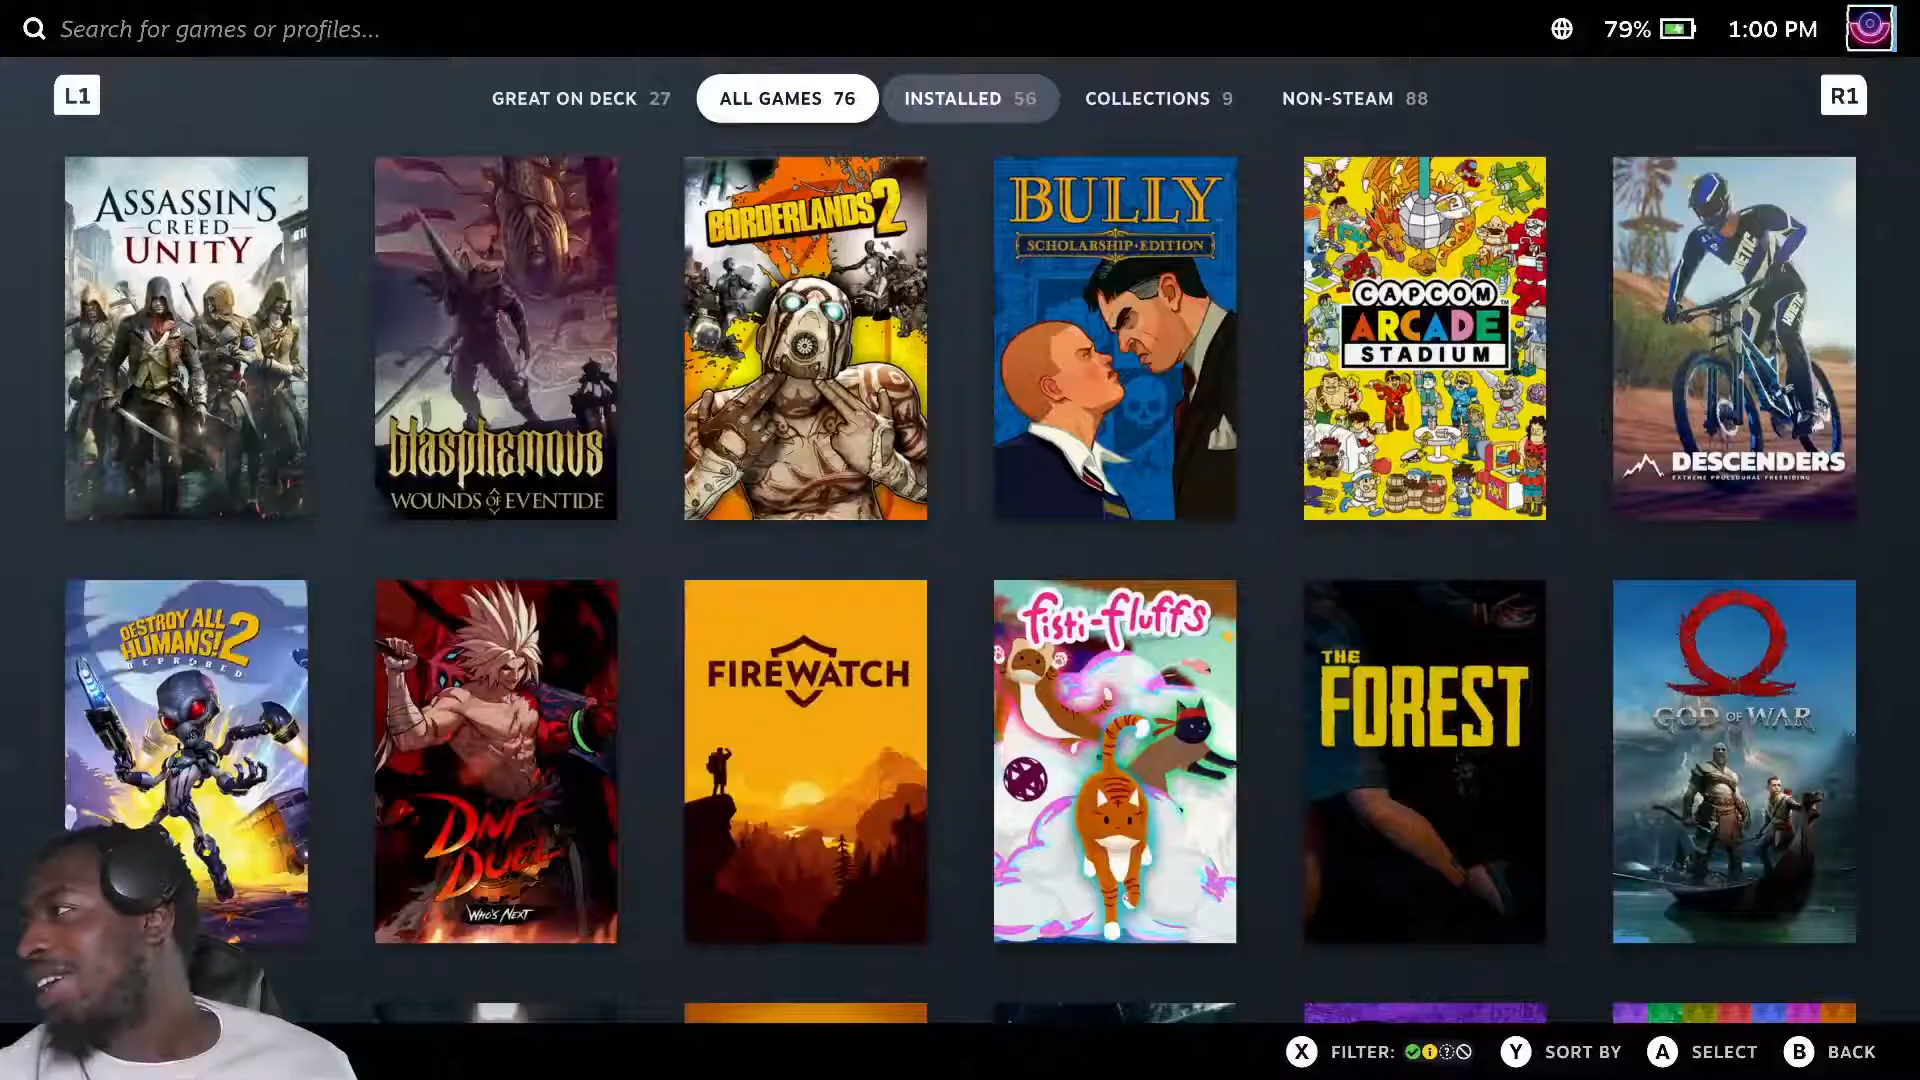 Search for games or profiles...
79%
1:00 PM
L1
GREAT ON DECK 27
ALL GAMES 76
INSTALLED 56
COLLECTIONS 9
NON-STEAM 88
R1
ASSASSIN'S
CREED
UNITY
blasphemous
WOUNDS OF EVENTIDE
BORDERLANDS 2
BULLY
SCHOLARSHIP EDITION
CAPCOM
ARCADE
STADIUM
DESCENDERS
EXTREME PROCEDURAL FREERIDING
DESTROY ALL
HUMANS! 2
REPROBED
DNF
DUEL
WHO'S NEXT
FIREWATCH
fisti-fluffs
THE
FOREST
GOD OF WAR
X FILTER:
Y SORT BY
A SELECT
B BACK